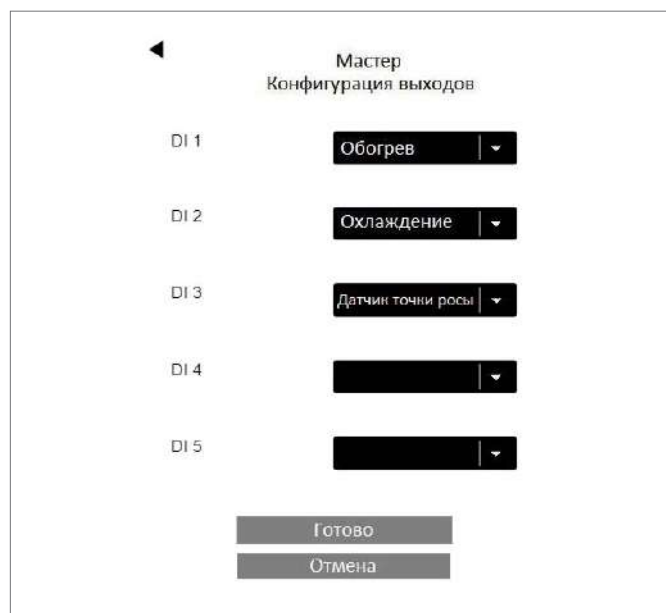 Мастер
Конфигурация выходов
DI 1 Обогрев
DI 2 Охлаждение
DI 3 Датчик точки росы
DI 4
DI 5
Готово
Отмена